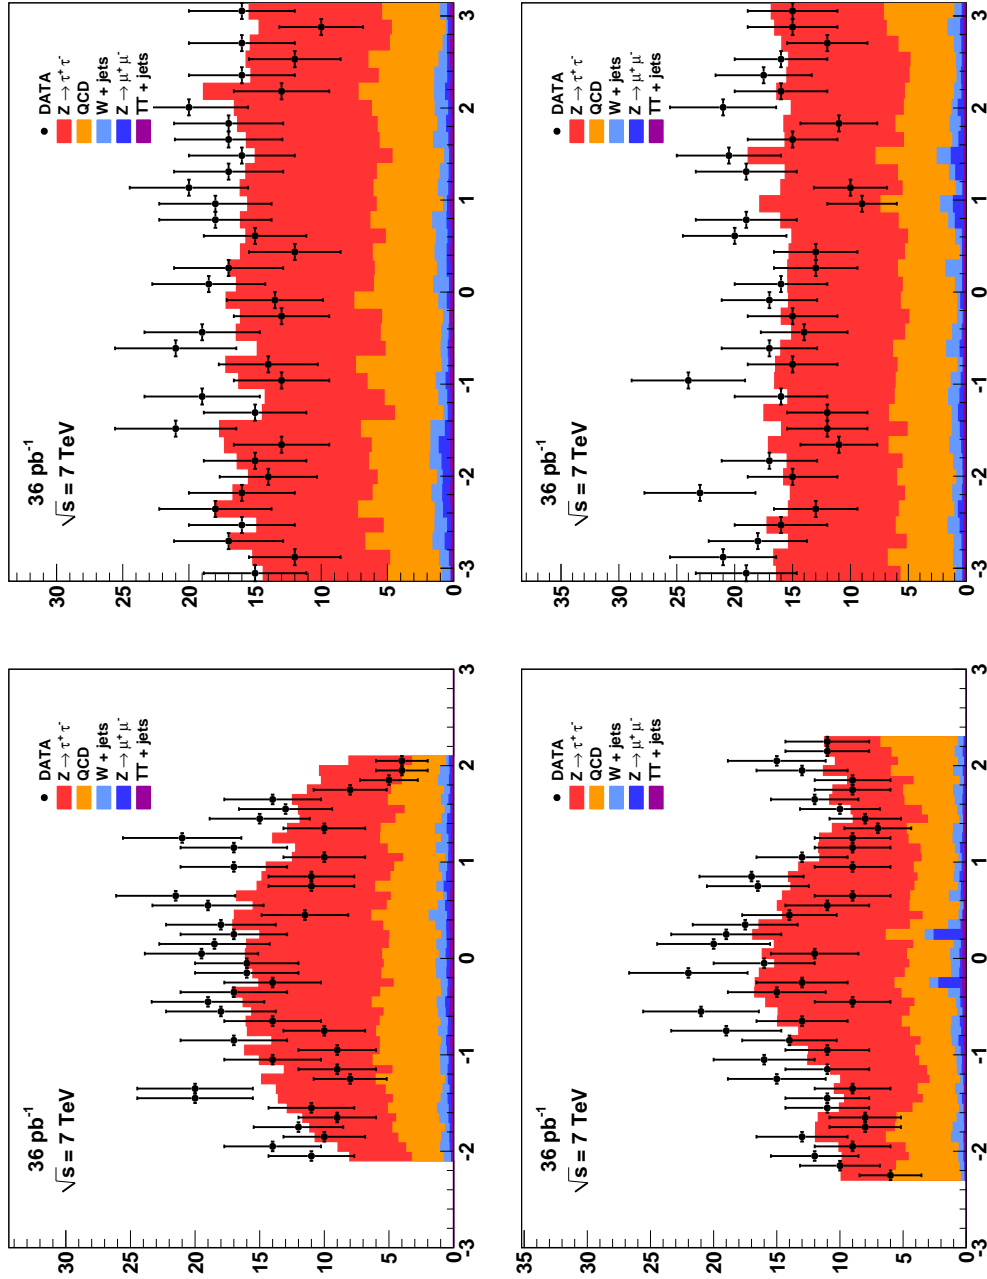 36 pb⁻¹
√s = 7 TeV
DATA
Z → τ⁺ τ⁻
QCD
W + jets
Z → μ⁺ μ⁻
TT + jets
30
25
20
15
10
5
0
-3 -2 -1 0 1 2 3
36 pb⁻¹
√s = 7 TeV
DATA
Z → τ⁺ τ⁻
QCD
W + jets
Z → μ⁺ μ⁻
TT + jets
30
25
20
15
10
5
0
-3 -2 -1 0 1 2 3
36 pb⁻¹
√s = 7 TeV
DATA
Z → τ⁺ τ⁻
QCD
W + jets
Z → μ⁺ μ⁻
TT + jets
35
30
25
20
15
10
5
0
-3 -2 -1 0 1 2 3
36 pb⁻¹
√s = 7 TeV
DATA
Z → τ⁺ τ⁻
QCD
W + jets
Z → μ⁺ μ⁻
TT + jets
35
30
25
20
15
10
5
0
-3 -2 -1 0 1 2 3